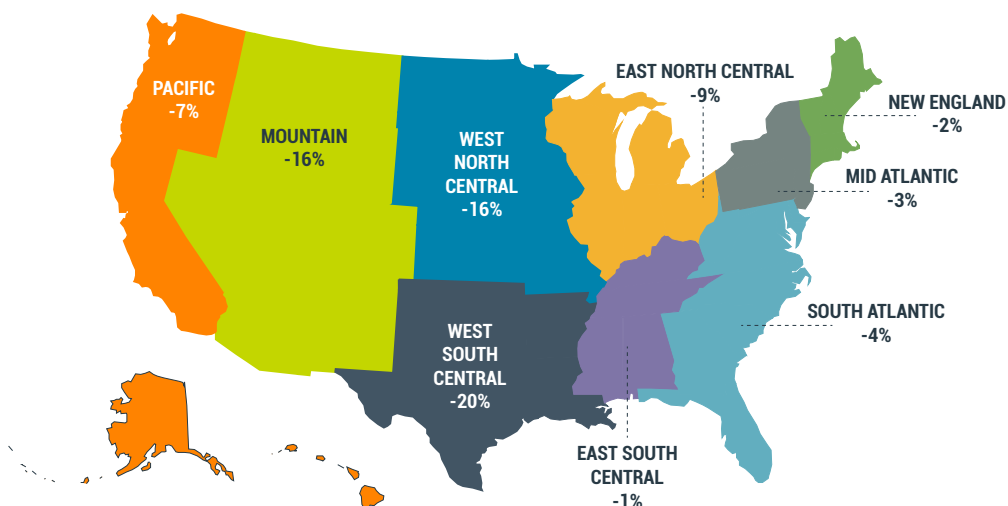 PACIFIC
-7%
MOUNTAIN
-16%
WEST
NORTH
CENTRAL
-16%
EAST NORTH CENTRAL
-9%
NEW ENGLAND
-2%
MID ATLANTIC
-3%
SOUTH ATLANTIC
-4%
WEST
SOUTH
CENTRAL
-20%
EAST SOUTH
CENTRAL
-1%